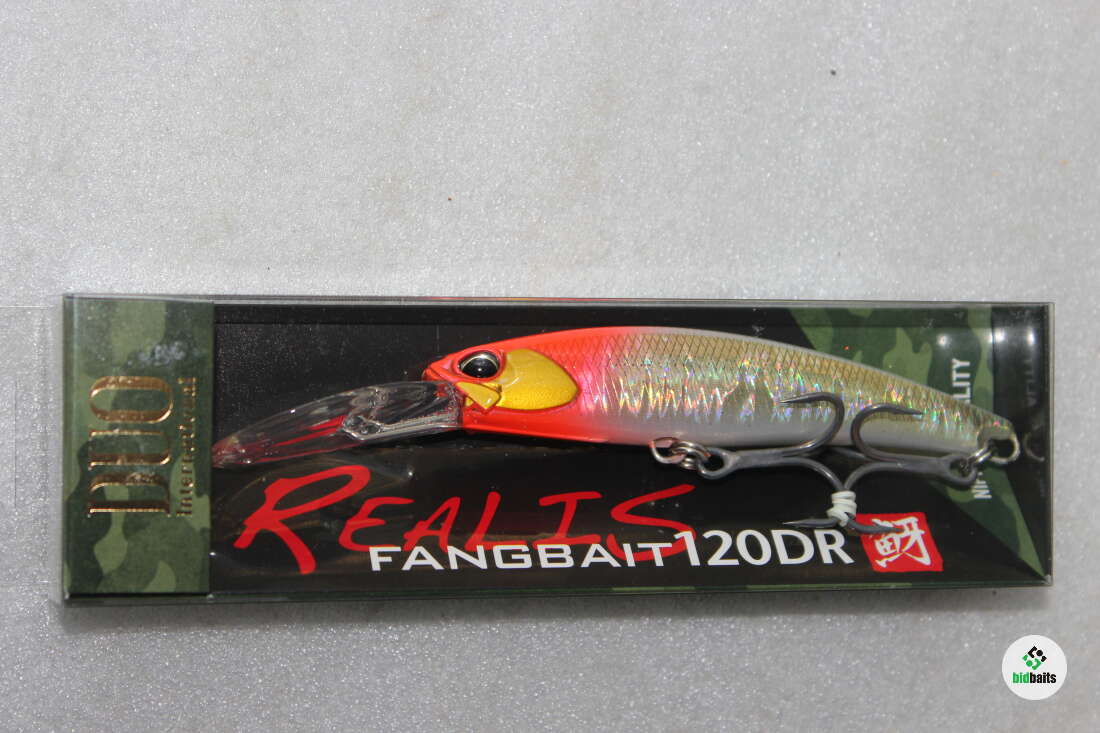 DUO
International
REALIS
FANGBAIT 120DR
bidbaits